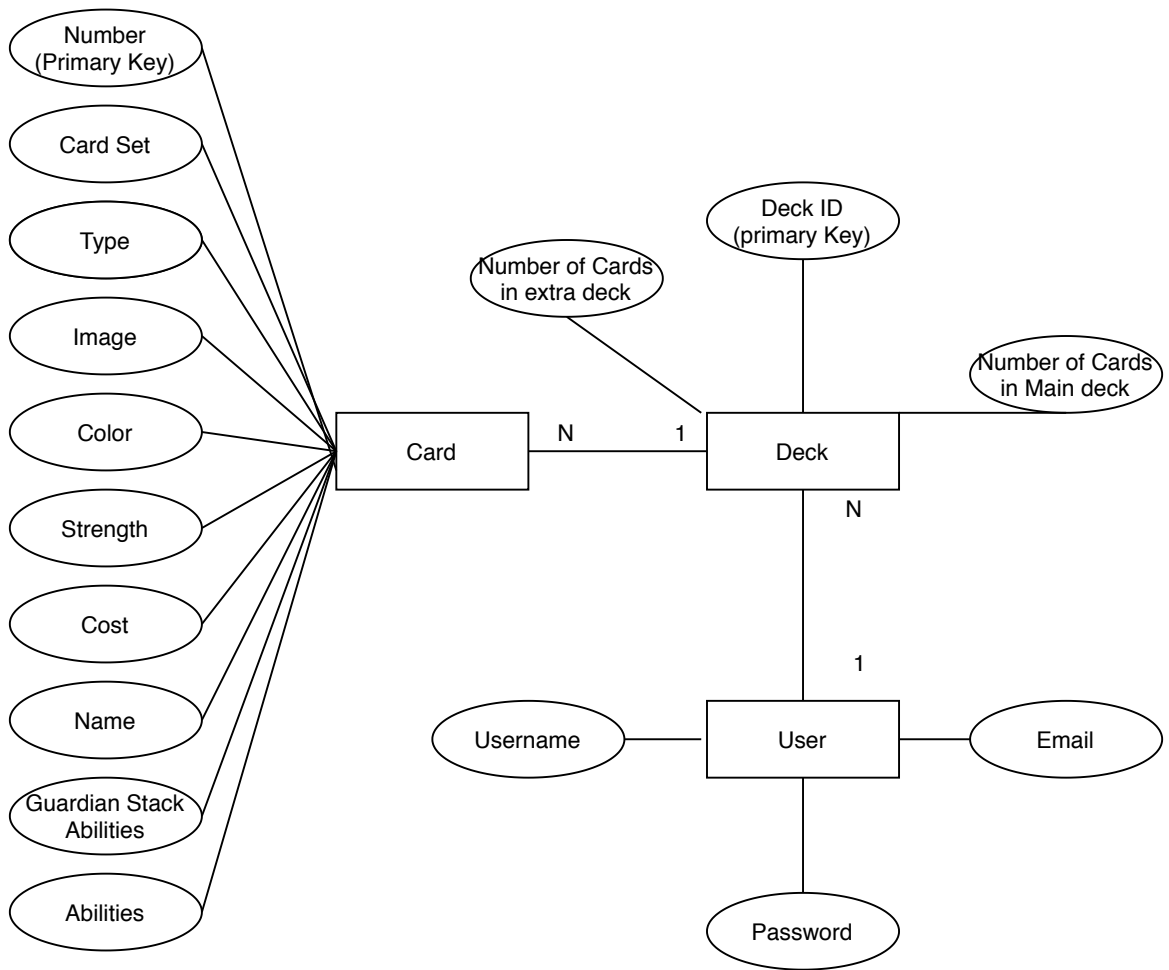 Number
(Primary Key)
Card Set
Type
Image
Color
Strength
Cost
Name
Guardian Stack
Abilities
Abilities
Card
N
1
Number of Cards
in extra deck
Deck ID
(primary Key)
Number of Cards
in Main deck
Deck
N
1
Username
User
Email
Password